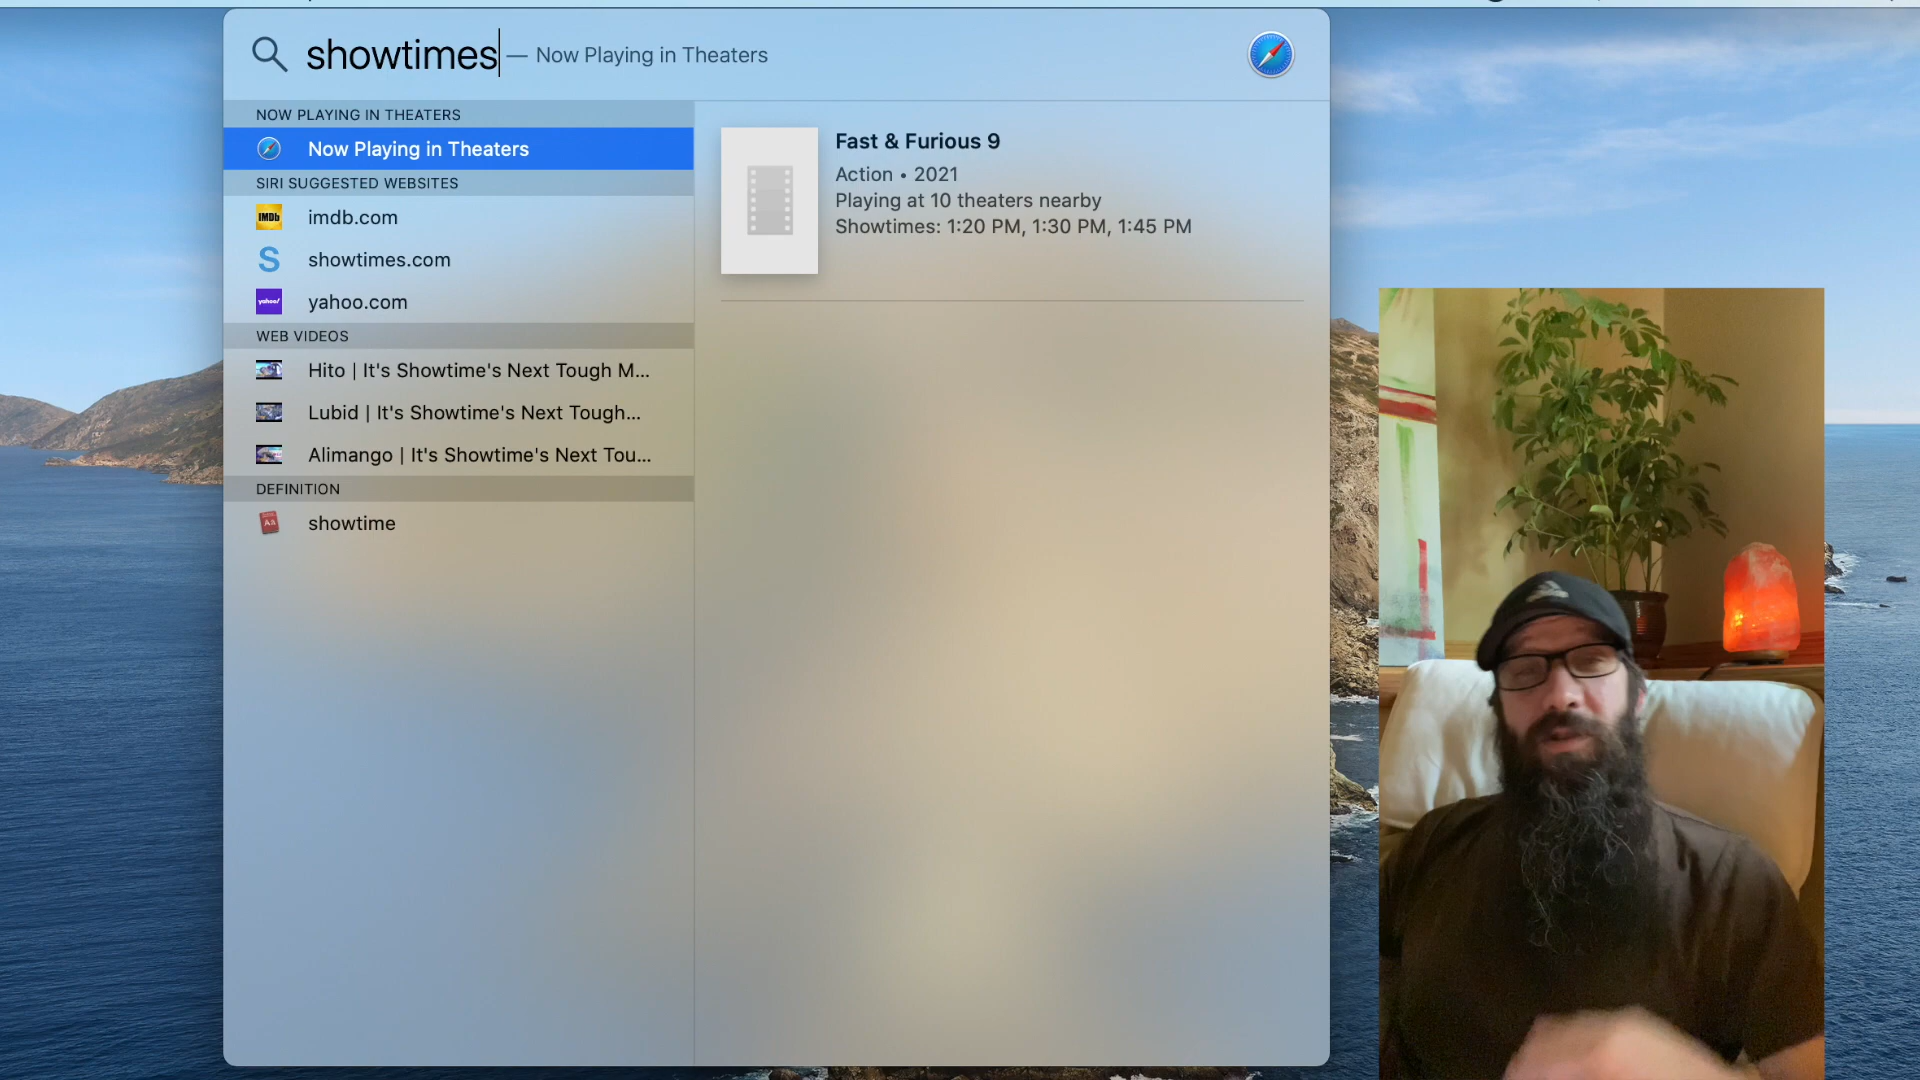 showtimes — Now Playing in Theaters
NOW PLAYING IN THEATERS
Now Playing in Theaters
SIRI SUGGESTED WEBSITES
IMDb imdb.com
S showtimes.com
yahoo! yahoo.com
WEB VIDEOS
Hito | It's Showtime's Next Tough M...
Lubid | It's Showtime's Next Tough...
Alimango | It's Showtime's Next Tou...
DEFINITION
Aa showtime
Fast & Furious 9
Action • 2021
Playing at 10 theaters nearby
Showtimes: 1:20 PM, 1:30 PM, 1:45 PM